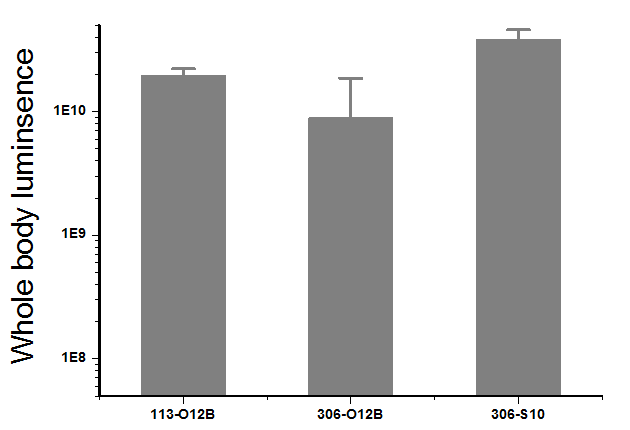 Whole body luminsence
1E10
1E9
1E8
113-O12B 306-O12B 306-S10